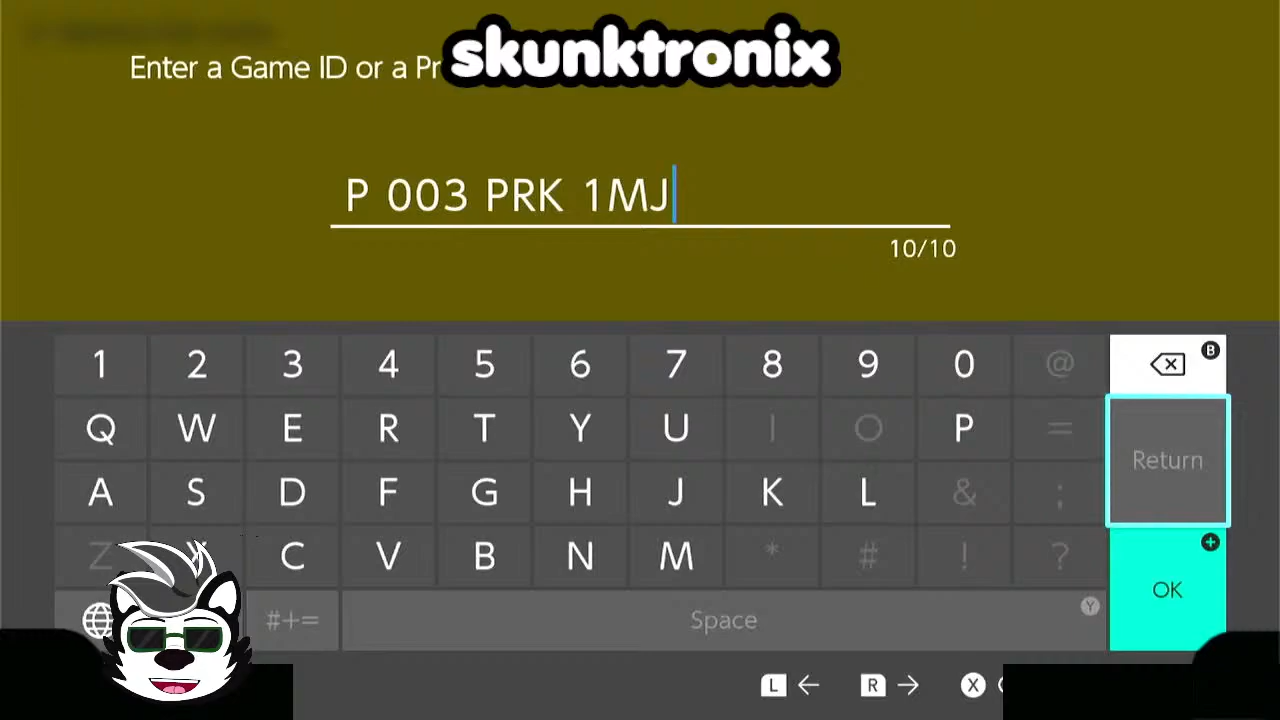 skunktronix
Enter a Game ID or a Pr
P 003 PRK 1MJ
10/10
1 2 3 4 5 6 7 8 9 0 @ B
Q W E R T Y U I O P =
Return
A S D F G H J K L & ;
Z X C V B N M * # ! ? +
OK
#+= Space Y
L ← R → X